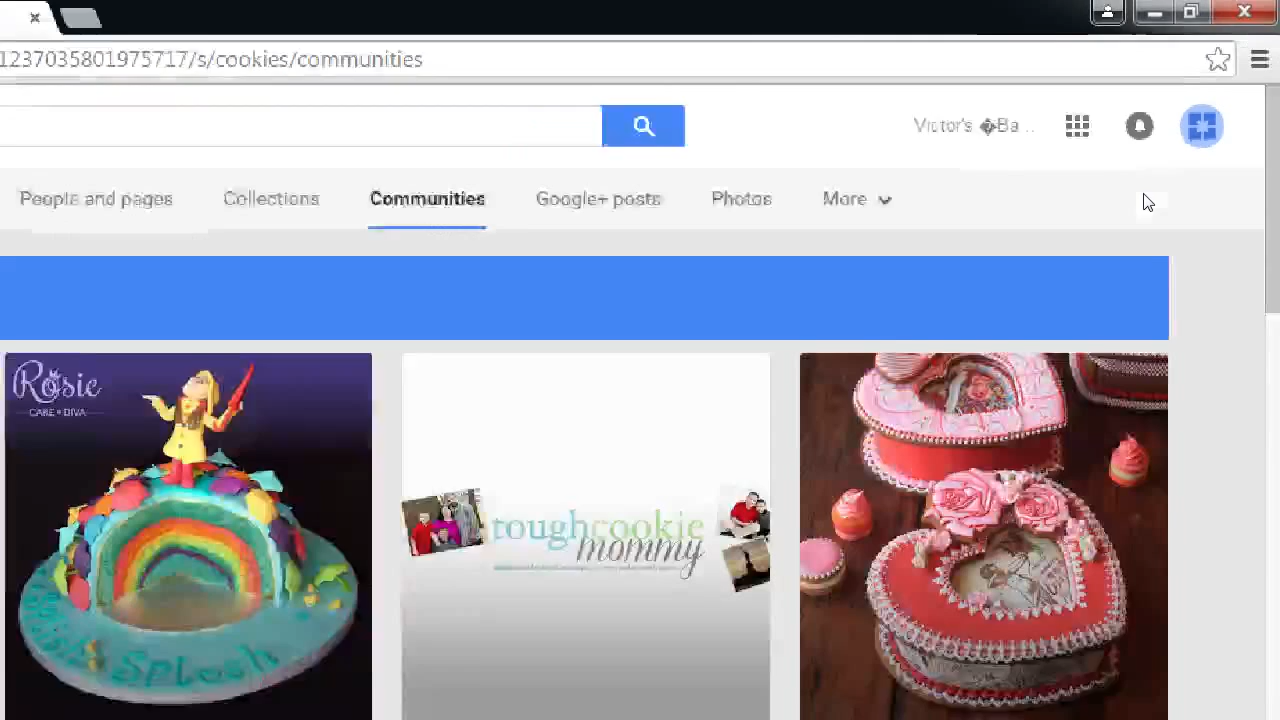 1237035801975717/s/cookies/communities
Victor's �Ba ...
People and pages
Collections
Communities
Google+ posts
Photos
More
Rosie
CAKE • DIVA
toughcookie
mommy
Splash